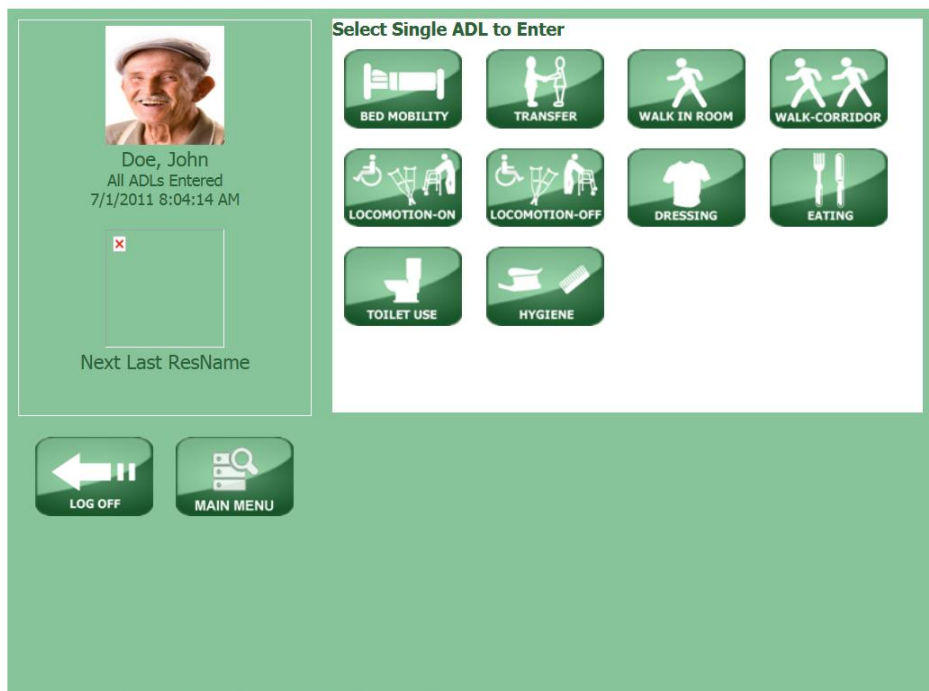 Select Single ADL to Enter
BED MOBILITY
TRANSFER
WALK IN ROOM
WALK-CORRIDOR
Doe, John
All ADLs Entered
7/1/2011 8:04:14 AM
LOCOMOTION-ON
LOCOMOTION-OFF
DRESSING
EATING
TOILET USE
HYGIENE
Next Last ResName
LOG OFF
MAIN MENU